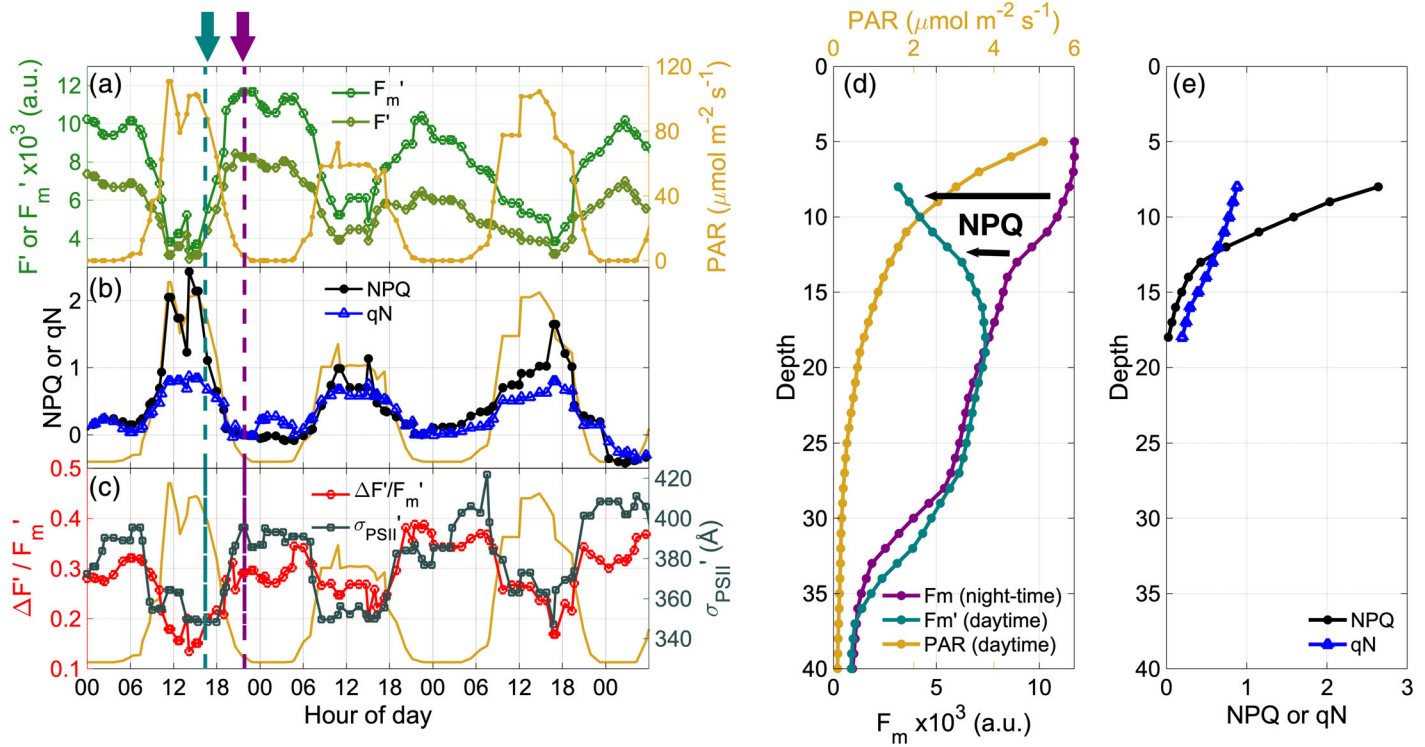 (a)
F' or Fm' x10³ (a.u.)
12
10
8
6
4
Fm'
F'
120
80
40
0
PAR (μmol m-2 s-1)
(b)
NPQ or qN
2
1
0
NPQ
qN
(c)
ΔF' / Fm'
0.5
0.4
0.3
0.2
0.1
ΔF'/Fm'
σPSII'
420
400
380
360
340
σPSII' (Å)
00 06 12 18 00 06 12 18 00 06 12 18 00
Hour of day
PAR (μmol m-2 s-1)
0 2 4 6
(d)
Depth
0
5
10
15
20
25
30
35
40
NPQ
Fm (night-time)
Fm' (daytime)
PAR (daytime)
0 5 10
Fm x10³ (a.u.)
(e)
Depth
0
5
10
15
20
25
30
35
40
NPQ
qN
0 1 2 3
NPQ or qN